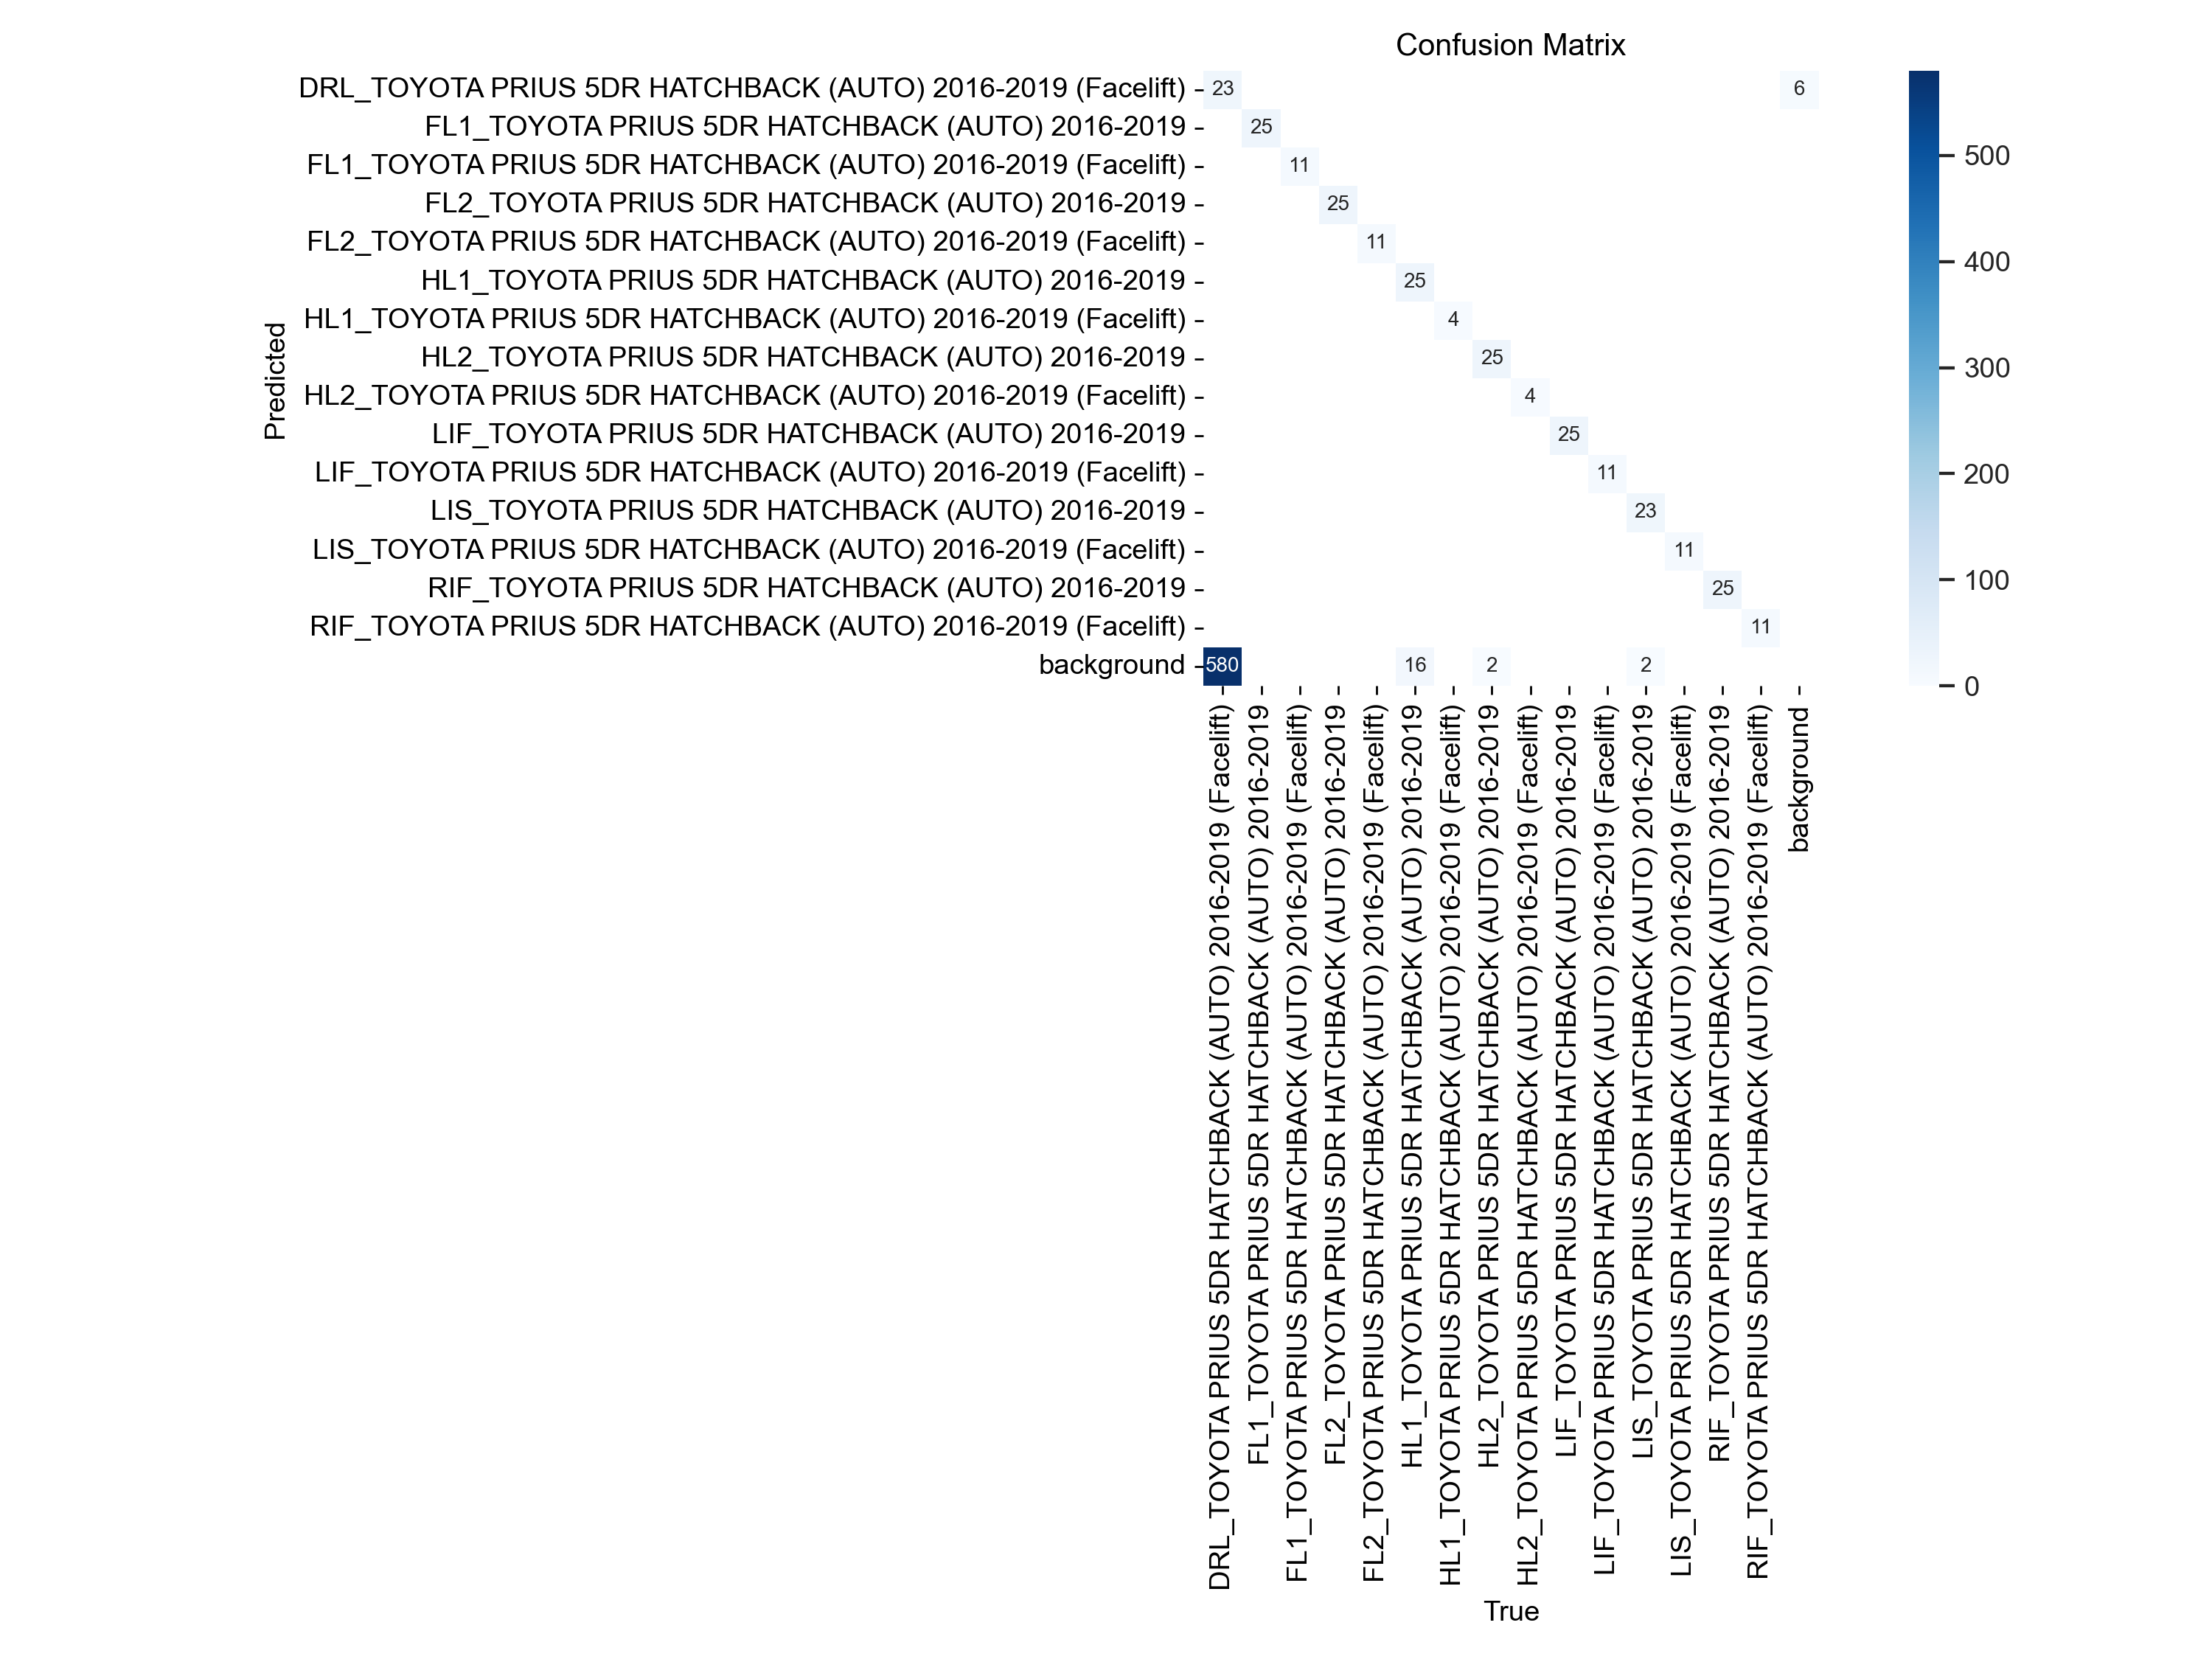 Confusion Matrix
Predicted
DRL_TOYOTA PRIUS 5DR HATCHBACK (AUTO) 2016-2019 (Facelift)
FL1_TOYOTA PRIUS 5DR HATCHBACK (AUTO) 2016-2019
FL1_TOYOTA PRIUS 5DR HATCHBACK (AUTO) 2016-2019 (Facelift)
FL2_TOYOTA PRIUS 5DR HATCHBACK (AUTO) 2016-2019
FL2_TOYOTA PRIUS 5DR HATCHBACK (AUTO) 2016-2019 (Facelift)
HL1_TOYOTA PRIUS 5DR HATCHBACK (AUTO) 2016-2019
HL1_TOYOTA PRIUS 5DR HATCHBACK (AUTO) 2016-2019 (Facelift)
HL2_TOYOTA PRIUS 5DR HATCHBACK (AUTO) 2016-2019
HL2_TOYOTA PRIUS 5DR HATCHBACK (AUTO) 2016-2019 (Facelift)
LIF_TOYOTA PRIUS 5DR HATCHBACK (AUTO) 2016-2019
LIF_TOYOTA PRIUS 5DR HATCHBACK (AUTO) 2016-2019 (Facelift)
LIS_TOYOTA PRIUS 5DR HATCHBACK (AUTO) 2016-2019
LIS_TOYOTA PRIUS 5DR HATCHBACK (AUTO) 2016-2019 (Facelift)
RIF_TOYOTA PRIUS 5DR HATCHBACK (AUTO) 2016-2019
RIF_TOYOTA PRIUS 5DR HATCHBACK (AUTO) 2016-2019 (Facelift)
background
23 6
25
11
25
11
25
4
25
4
25
11
23
11
25
11
580 16 2 2
500
400
300
200
100
0
DRL_TOYOTA PRIUS 5DR HATCHBACK (AUTO) 2016-2019 (Facelift)
FL1_TOYOTA PRIUS 5DR HATCHBACK (AUTO) 2016-2019
FL1_TOYOTA PRIUS 5DR HATCHBACK (AUTO) 2016-2019 (Facelift)
FL2_TOYOTA PRIUS 5DR HATCHBACK (AUTO) 2016-2019
FL2_TOYOTA PRIUS 5DR HATCHBACK (AUTO) 2016-2019 (Facelift)
HL1_TOYOTA PRIUS 5DR HATCHBACK (AUTO) 2016-2019
HL1_TOYOTA PRIUS 5DR HATCHBACK (AUTO) 2016-2019 (Facelift)
HL2_TOYOTA PRIUS 5DR HATCHBACK (AUTO) 2016-2019
HL2_TOYOTA PRIUS 5DR HATCHBACK (AUTO) 2016-2019 (Facelift)
LIF_TOYOTA PRIUS 5DR HATCHBACK (AUTO) 2016-2019
LIF_TOYOTA PRIUS 5DR HATCHBACK (AUTO) 2016-2019 (Facelift)
LIS_TOYOTA PRIUS 5DR HATCHBACK (AUTO) 2016-2019
LIS_TOYOTA PRIUS 5DR HATCHBACK (AUTO) 2016-2019 (Facelift)
RIF_TOYOTA PRIUS 5DR HATCHBACK (AUTO) 2016-2019
RIF_TOYOTA PRIUS 5DR HATCHBACK (AUTO) 2016-2019 (Facelift)
background
True